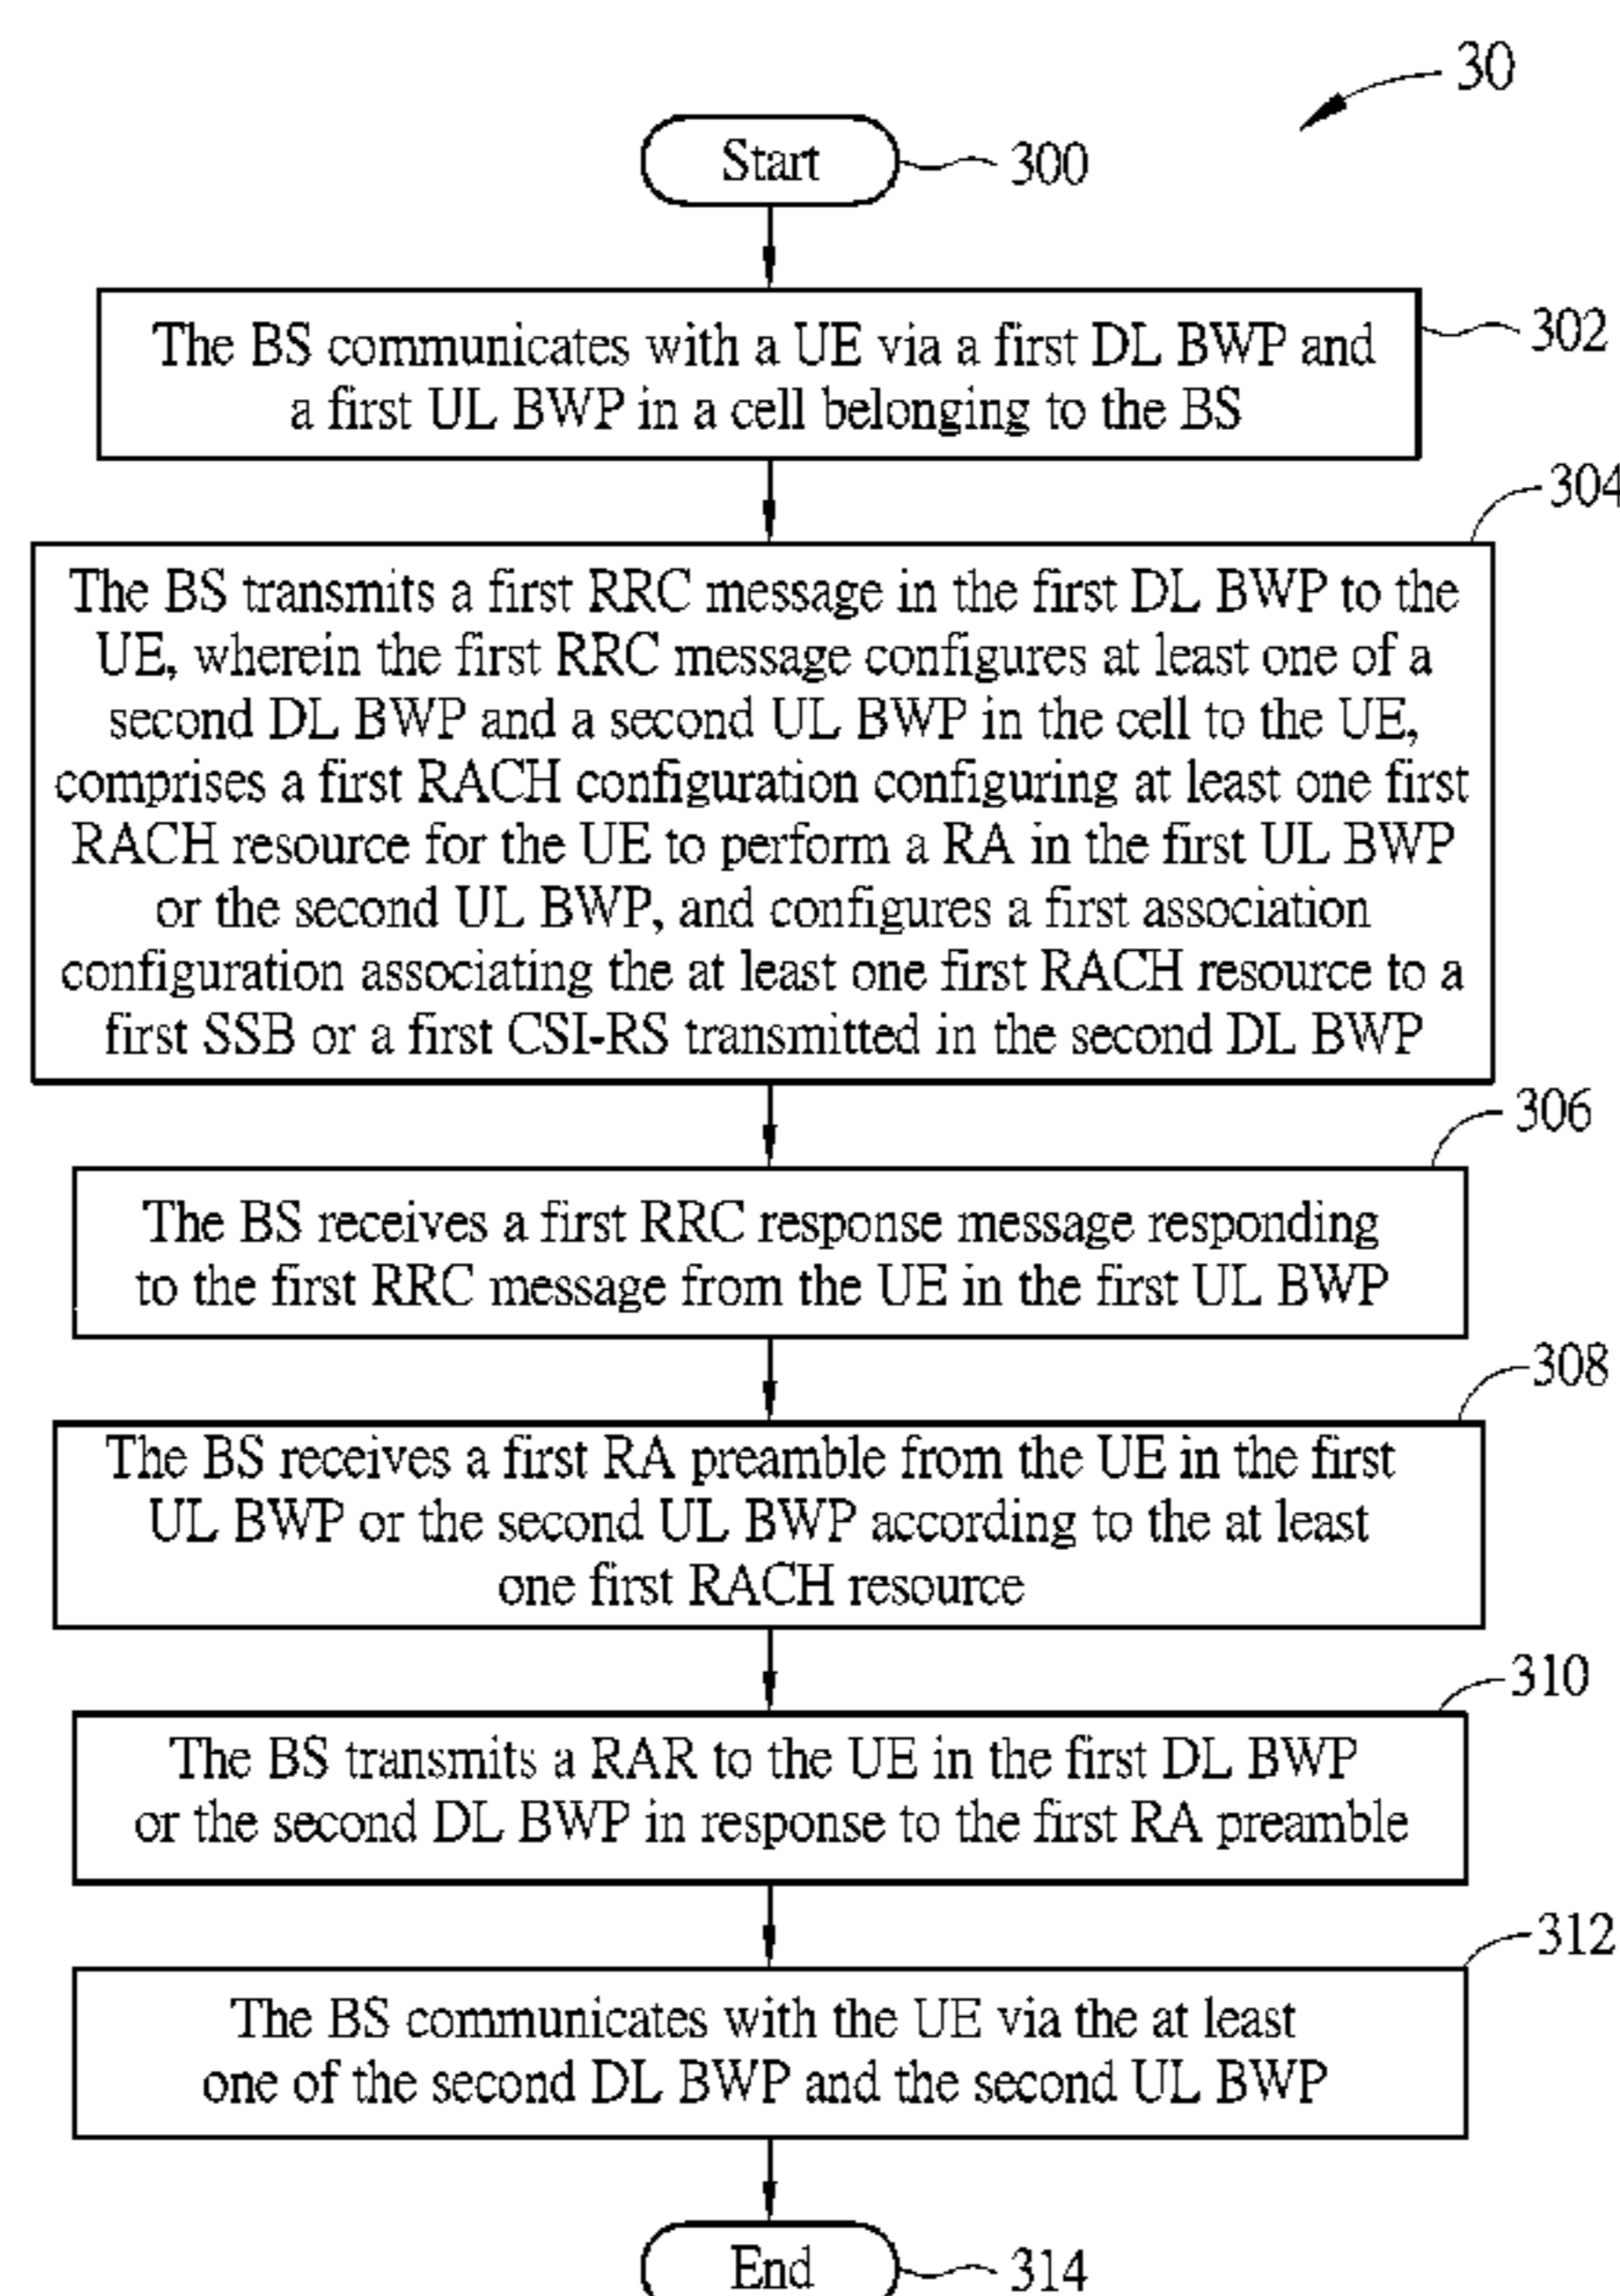 30
Start
300
The BS communicates with a UE via a first DL BWP and
a first UL BWP in a cell belonging to the BS
302
304
The BS transmits a first RRC message in the first DL BWP to the
UE, wherein the first RRC message configures at least one of a
second DL BWP and a second UL BWP in the cell to the UE,
comprises a first RACH configuration configuring at least one first
RACH resource for the UE to perform a RA in the first UL BWP
or the second UL BWP, and configures a first association
configuration associating the at least one first RACH resource to a
first SSB or a first CSI-RS transmitted in the second DL BWP
306
The BS receives a first RRC response message responding
to the first RRC message from the UE in the first UL BWP
308
The BS receives a first RA preamble from the UE in the first
UL BWP or the second UL BWP according to the at least
one first RACH resource
310
The BS transmits a RAR to the UE in the first DL BWP
or the second DL BWP in response to the first RA preamble
312
The BS communicates with the UE via the at least
one of the second DL BWP and the second UL BWP
End
314